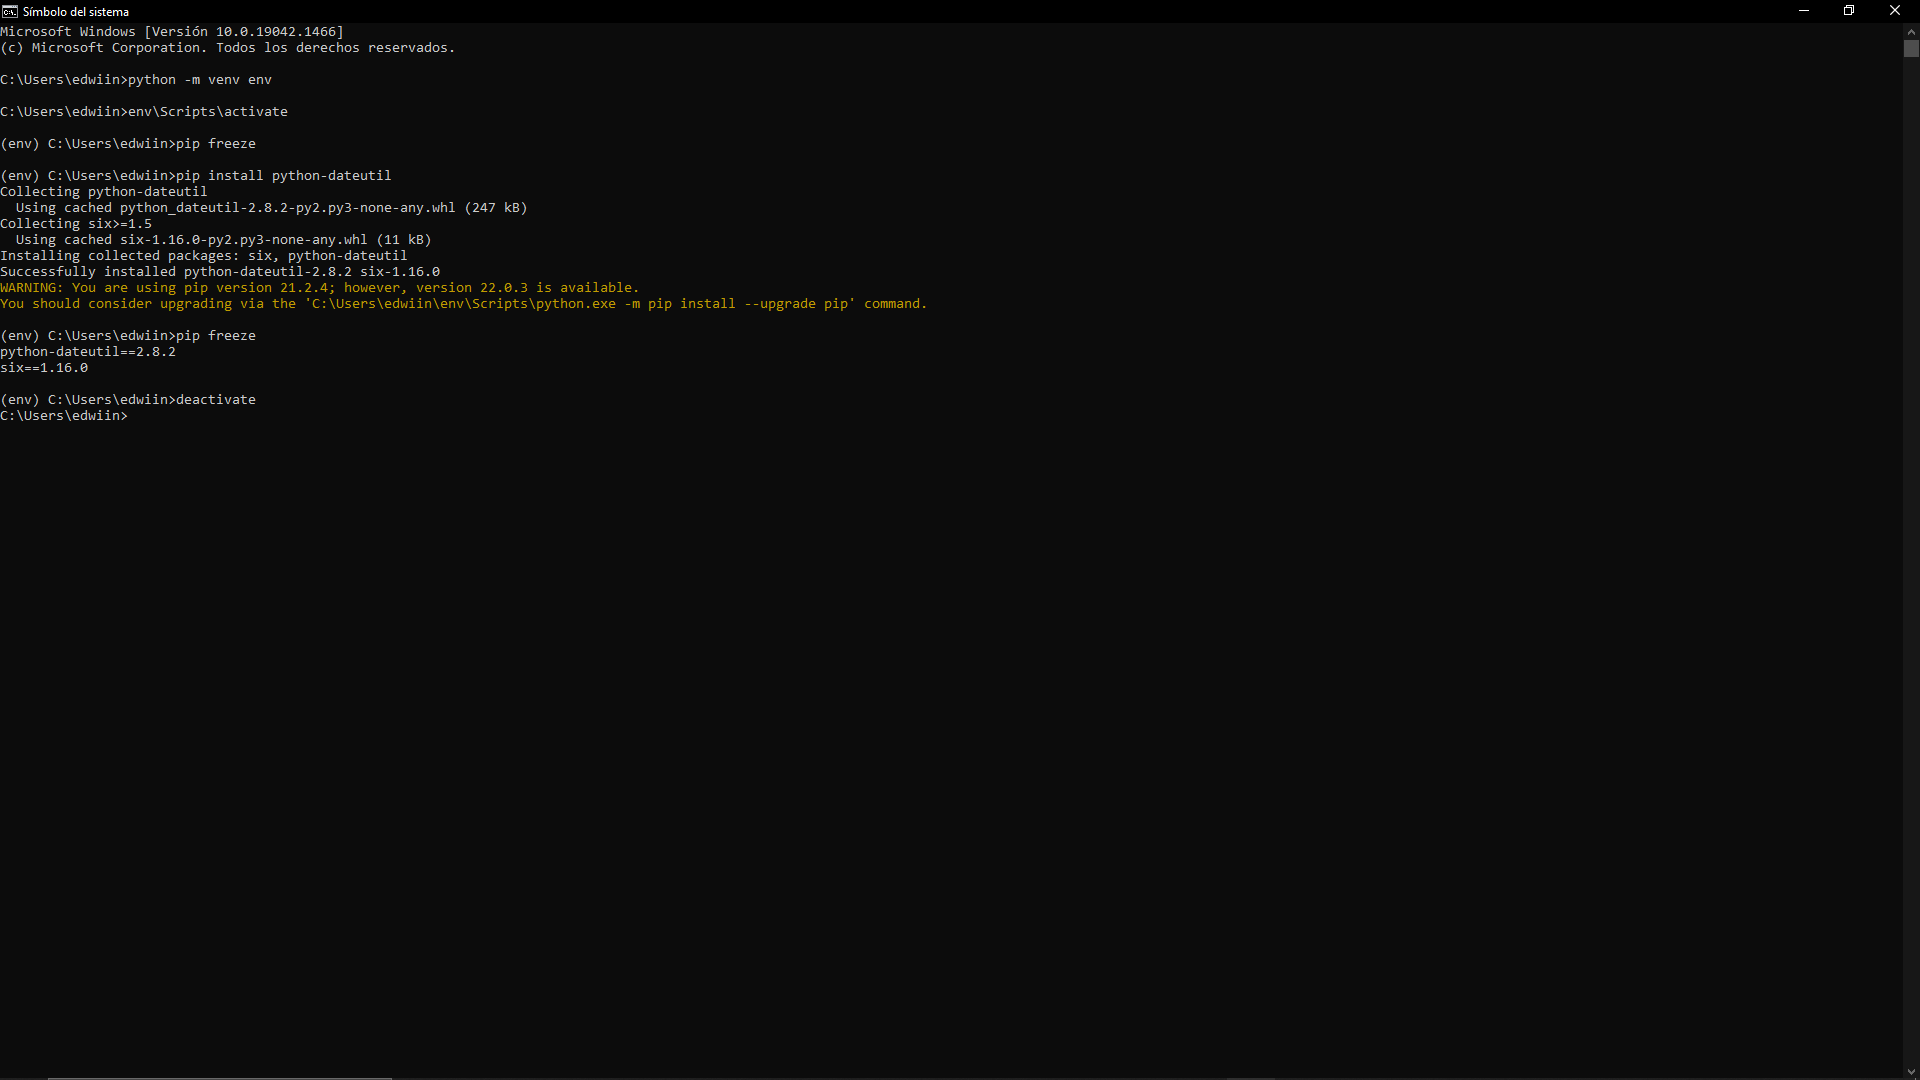 Símbolo del sistema
Microsoft Windows [Versión 10.0.19042.1466]
(c) Microsoft Corporation. Todos los derechos reservados.
C:\Users\edwiin>python -m venv env
C:\Users\edwiin>env\Scripts\activate
(env) C:\Users\edwiin>pip freeze
(env) C:\Users\edwiin>pip install python-dateutil
Collecting python-dateutil
  Using cached python_dateutil-2.8.2-py2.py3-none-any.whl (247 kB)
Collecting six>=1.5
  Using cached six-1.16.0-py2.py3-none-any.whl (11 kB)
Installing collected packages: six, python-dateutil
Successfully installed python-dateutil-2.8.2 six-1.16.0
WARNING: You are using pip version 21.2.4; however, version 22.0.3 is available.
You should consider upgrading via the 'C:\Users\edwiin\env\Scripts\python.exe -m pip install --upgrade pip' command.
(env) C:\Users\edwiin>pip freeze
python-dateutil==2.8.2
six==1.16.0
(env) C:\Users\edwiin>deactivate
C:\Users\edwiin>